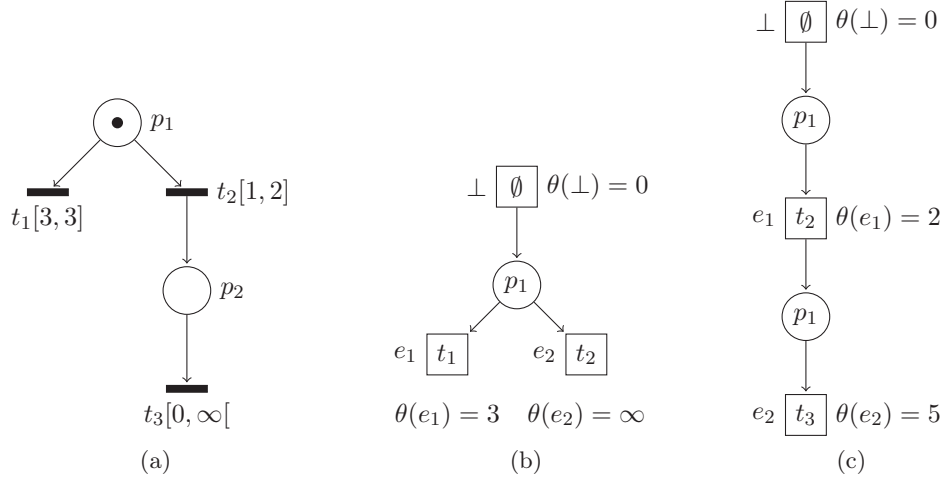 p₁
t₁[3, 3]
t₂[1, 2]
p₂
t₃[0, ∞[
(a)
⊥ ∅ θ(⊥) = 0
p₁
e₁ t₁
e₂ t₂
θ(e₁) = 3 θ(e₂) = ∞
(b)
⊥ ∅ θ(⊥) = 0
p₁
e₁ t₂ θ(e₁) = 2
p₁
e₂ t₃ θ(e₂) = 5
(c)